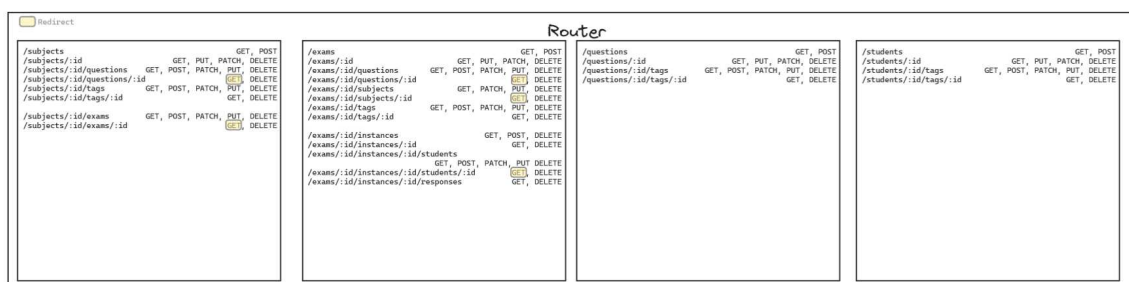 Redirect
Router
/subjects GET, POST
/subjects/:id GET, PUT, PATCH, DELETE
/subjects/:id/questions GET, POST, PATCH, PUT, DELETE
/subjects/:id/questions/:id GET, DELETE
/subjects/:id/tags GET, POST, PATCH, PUT, DELETE
/subjects/:id/tags/:id GET, DELETE
/subjects/:id/exams GET, POST, PATCH, PUT, DELETE
/subjects/:id/exams/:id GET, DELETE
/exams GET, POST
/exams/:id GET, PUT, PATCH, DELETE
/exams/:id/questions GET, POST, PATCH, PUT, DELETE
/exams/:id/questions/:id GET, DELETE
/exams/:id/subjects GET, PATCH, PUT, DELETE
/exams/:id/subjects/:id GET, DELETE
/exams/:id/tags GET, POST, PATCH, PUT, DELETE
/exams/:id/tags/:id GET, DELETE
/exams/:id/instances GET, POST, DELETE
/exams/:id/instances/:id GET, DELETE
/exams/:id/instances/:id/students
GET, POST, PATCH, PUT DELETE
/exams/:id/instances/:id/students/:id GET, DELETE
/exams/:id/instances/:id/responses GET, DELETE
/questions GET, POST
/questions/:id GET, PUT, PATCH, DELETE
/questions/:id/tags GET, POST, PATCH, PUT, DELETE
/questions/:id/tags/:id GET, DELETE
/students GET, POST
/students/:id GET, PUT, PATCH, DELETE
/students/:id/tags GET, POST, PATCH, PUT, DELETE
/students/:id/tags/:id GET, DELETE